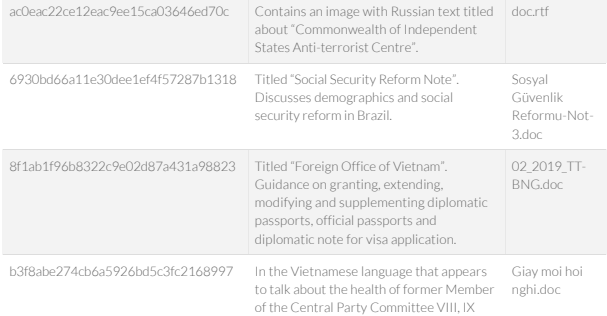 ac0eac22ce12eac9ee15ca03646ed70c
Contains an image with Russian text titled
about “Commonwealth of Independent
States Anti-terrorist Centre”.
doc.rtf
6930bd66a11e30dee1ef4f57287b1318
Titled “Social Security Reform Note”.
Discusses demographics and social
security reform in Brazil.
Sosyal
Güvenlik
Reformu-Not-
3.doc
8f1ab1f96b8322c9e02d87a431a98823
Titled “Foreign Office of Vietnam”.
Guidance on granting, extending,
modifying and supplementing diplomatic
passports, official passports and
diplomatic note for visa application.
02_2019_TT-
BNG.doc
b3f8abe274cb6a5926bd5c3fc2168997
In the Vietnamese language that appears
to talk about the health of former Member
of the Central Party Committee VIII, IX
Giay moi hoi
nghi.doc